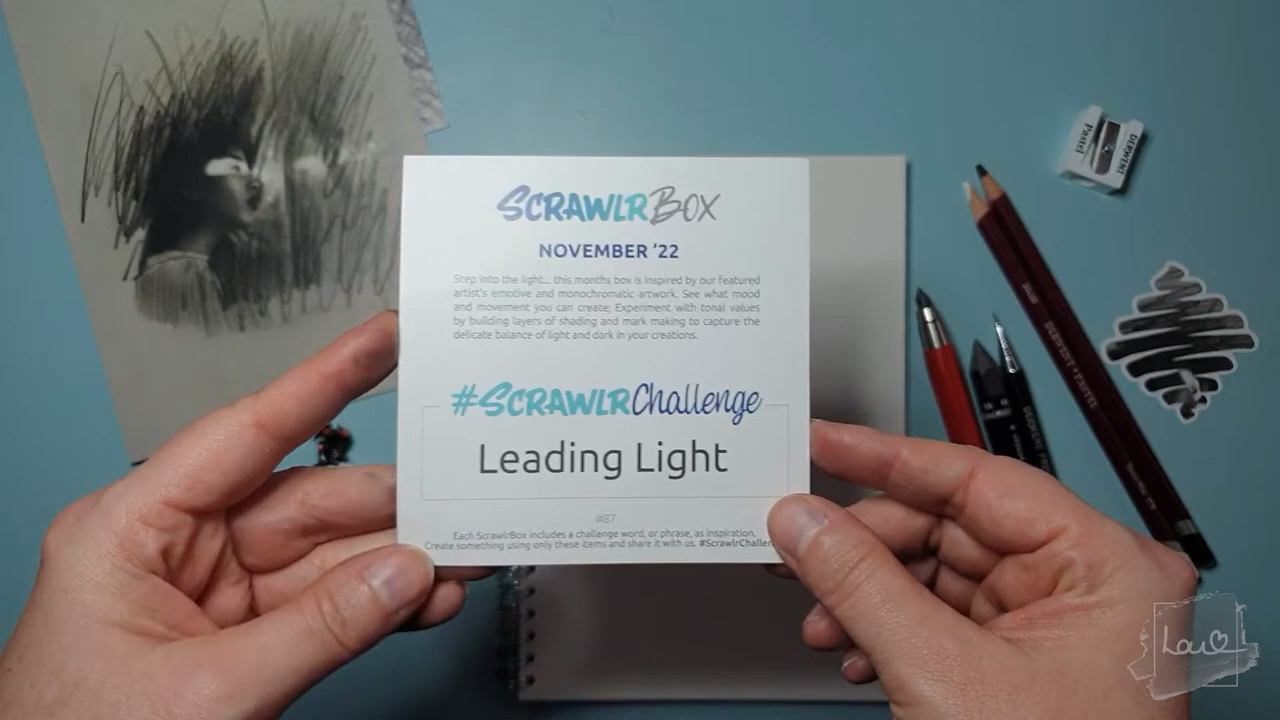 SCRAWLRBOX
NOVEMBER '22
Step into the light... this months box is inspired by our featured
artist's emotive and monochromatic artwork. See what mood
and movement you can create; Experiment with tonal values
by building layers of shading and mark making to capture the
delicate balance of light and dark in your creations.
#SCRAWLRChallenge
Leading Light
#87
Each ScrawlrBox includes a challenge word, or phrase, as inspiration.
Create something using only these items and share it with us. #ScrawlrChallen
DERWENT
Pastel